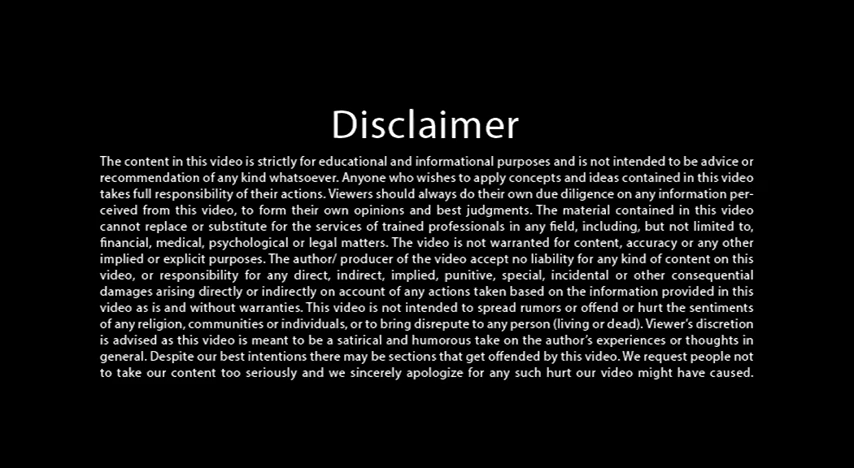 Disclaimer
The content in this video is strictly for educational and informational purposes and is not intended to be advice or
recommendation of any kind whatsoever. Anyone who wishes to apply concepts and ideas contained in this video
takes full responsibility of their actions. Viewers should always do their own due diligence on any information per-
ceived from this video, to form their own opinions and best judgments. The material contained in this video
cannot replace or substitute for the services of trained professionals in any field, including, but not limited to,
financial, medical, psychological or legal matters. The video is not warranted for content, accuracy or any other
implied or explicit purposes. The author/ producer of the video accept no liability for any kind of content on this
video, or responsibility for any direct, indirect, implied, punitive, special, incidental or other consequential
damages arising directly or indirectly on account of any actions taken based on the information provided in this
video as is and without warranties. This video is not intended to spread rumors or offend or hurt the sentiments
of any religion, communities or individuals, or to bring disrepute to any person (living or dead). Viewer's discretion
is advised as this video is meant to be a satirical and humorous take on the author's experiences or thoughts in
general. Despite our best intentions there may be sections that get offended by this video. We request people not
to take our content too seriously and we sincerely apologize for any such hurt our video might have caused.